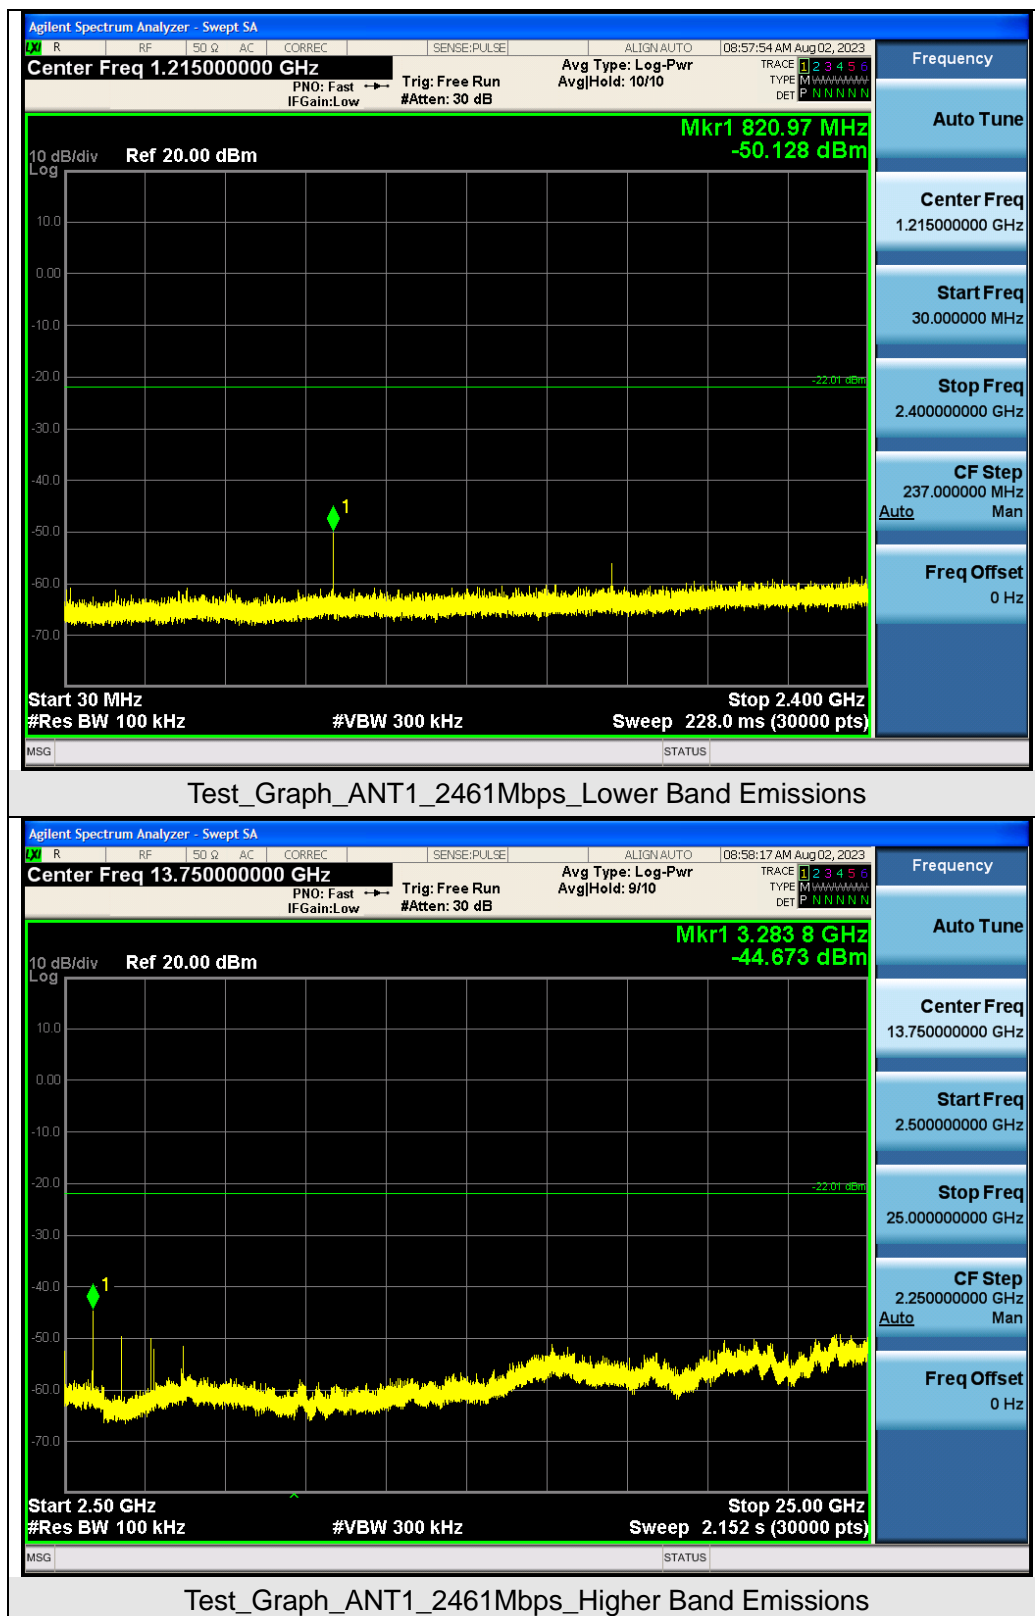 Agilent Spectrum Analyzer - Swept SA
LXI R RF 50 Ω AC CORREC SENSE:PULSE ALIGN AUTO 08:57:54 AM Aug 02, 2023
Center Freq 1.215000000 GHz
PNO: Fast
IFGain:Low
Trig: Free Run
#Atten: 30 dB
Avg Type: Log-Pwr
Avg|Hold: 10/10
TRACE 1 2 3 4 5 6
TYPE M
DET P N N N N N
Mkr1 820.97 MHz
-50.128 dBm
10 dB/div
Log
Ref 20.00 dBm
10.0
0.00
-10.0
-20.0
-22.01 dBm
-30.0
-40.0
1
-50.0
-60.0
-70.0
Start 30 MHz
Stop 2.400 GHz
#Res BW 100 kHz
#VBW 300 kHz
Sweep 228.0 ms (30000 pts)
MSG
STATUS
Frequency
Auto Tune
Center Freq
1.215000000 GHz
Start Freq
30.000000 MHz
Stop Freq
2.400000000 GHz
CF Step
237.000000 MHz
Auto Man
Freq Offset
0 Hz
Test_Graph_ANT1_2461Mbps_Lower Band Emissions
Agilent Spectrum Analyzer - Swept SA
LXI R RF 50 Ω AC CORREC SENSE:PULSE ALIGN AUTO 08:58:17 AM Aug 02, 2023
Center Freq 13.750000000 GHz
PNO: Fast
IFGain:Low
Trig: Free Run
#Atten: 30 dB
Avg Type: Log-Pwr
Avg|Hold: 9/10
TRACE 1 2 3 4 5 6
TYPE M
DET P N N N N N
Mkr1 3.283 8 GHz
-44.673 dBm
10 dB/div
Log
Ref 20.00 dBm
10.0
0.00
-10.0
-20.0
-22.01 dBm
-30.0
-40.0
1
-50.0
-60.0
-70.0
Start 2.50 GHz
Stop 25.00 GHz
#Res BW 100 kHz
#VBW 300 kHz
Sweep 2.152 s (30000 pts)
MSG
STATUS
Frequency
Auto Tune
Center Freq
13.750000000 GHz
Start Freq
2.500000000 GHz
Stop Freq
25.000000000 GHz
CF Step
2.250000000 GHz
Auto Man
Freq Offset
0 Hz
Test_Graph_ANT1_2461Mbps_Higher Band Emissions